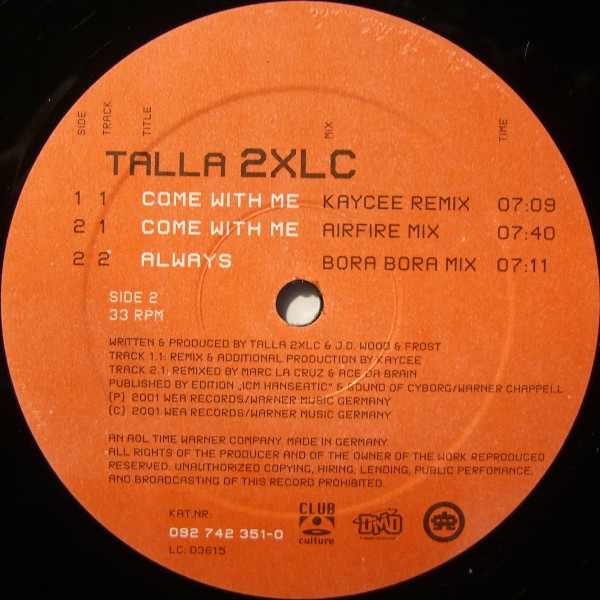 SIDE TRACK TITLE MIX TIME
TALLA 2XLC
1 1 COME WITH ME KAYCEE REMIX 07:09
2 1 COME WITH ME AIRFIRE MIX 07:40
2 2 ALWAYS BORA BORA MIX 07:11
SIDE 2
33 RPM
WRITTEN & PRODUCED BY TALLA 2XLC & J.D. WOOD & FROST
TRACK 1.1: REMIX & ADDITIONAL PRODUCTION BY KAYCEE
TRACK 2.1: REMIXED BY MARC LA CRUZ & ACE DA BRAIN
PUBLISHED BY EDITION „ICM HANSEATIC" & SOUND OF CYBORG/WARNER CHAPPELL
(P) 2001 WEA RECORDS/WARNER MUSIC GERMANY
(C) 2001 WEA RECORDS/WARNER MUSIC GERMANY
AN AOL TIME WARNER COMPANY. MADE IN GERMANY.
ALL RIGHTS OF THE PRODUCER AND OF THE OWNER OF THE WORK REPRODUCED
RESERVED. UNAUTHORIZED COPYING, HIRING, LENDING, PUBLIC PERFOMANCE,
AND BROADCASTING OF THIS RECORD PROHIBITED.
KAT.NR:
092 742 351-0
LC: 03615
CLUB
culture
DMD